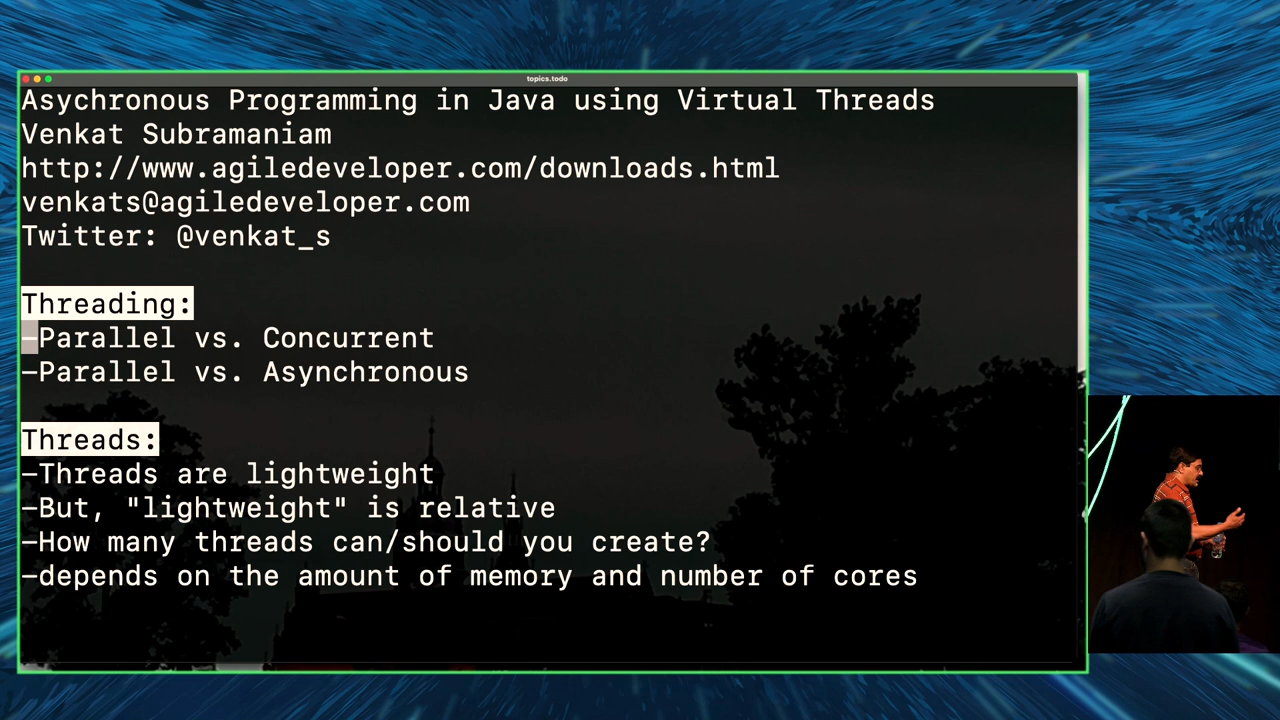 topics.todo
Asychronous Programming in Java using Virtual Threads
Venkat Subramaniam
http://www.agiledeveloper.com/downloads.html
venkats@agiledeveloper.com
Twitter: @venkat_s
Threading:
-Parallel vs. Concurrent
-Parallel vs. Asynchronous
Threads:
-Threads are lightweight
-But, "lightweight" is relative
-How many threads can/should you create?
-depends on the amount of memory and number of cores